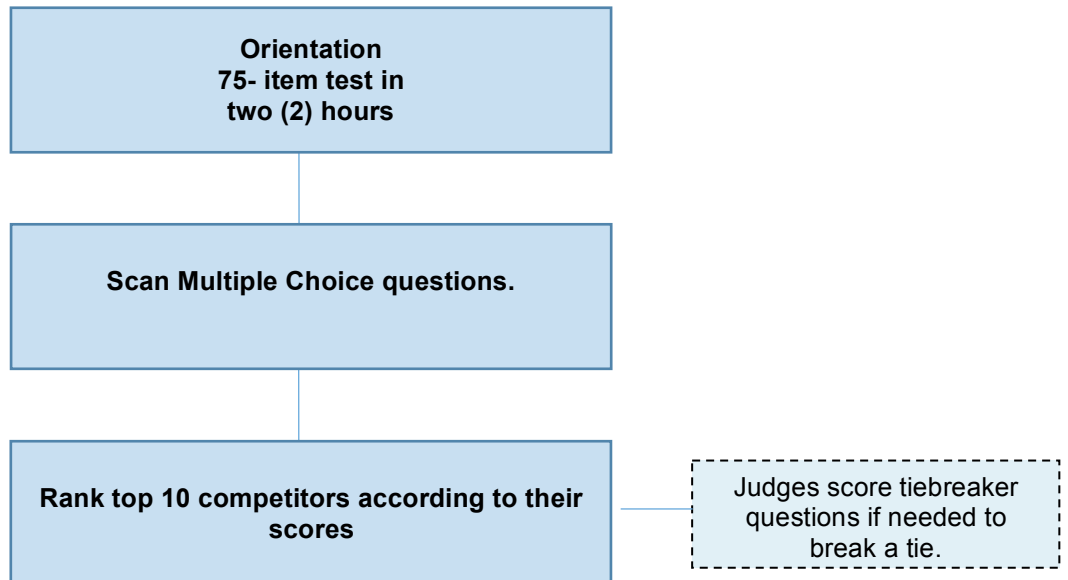 Orientation
75- item test in
two (2) hours
Scan Multiple Choice questions.
Rank top 10 competitors according to their
scores
Judges score tiebreaker
questions if needed to
break a tie.